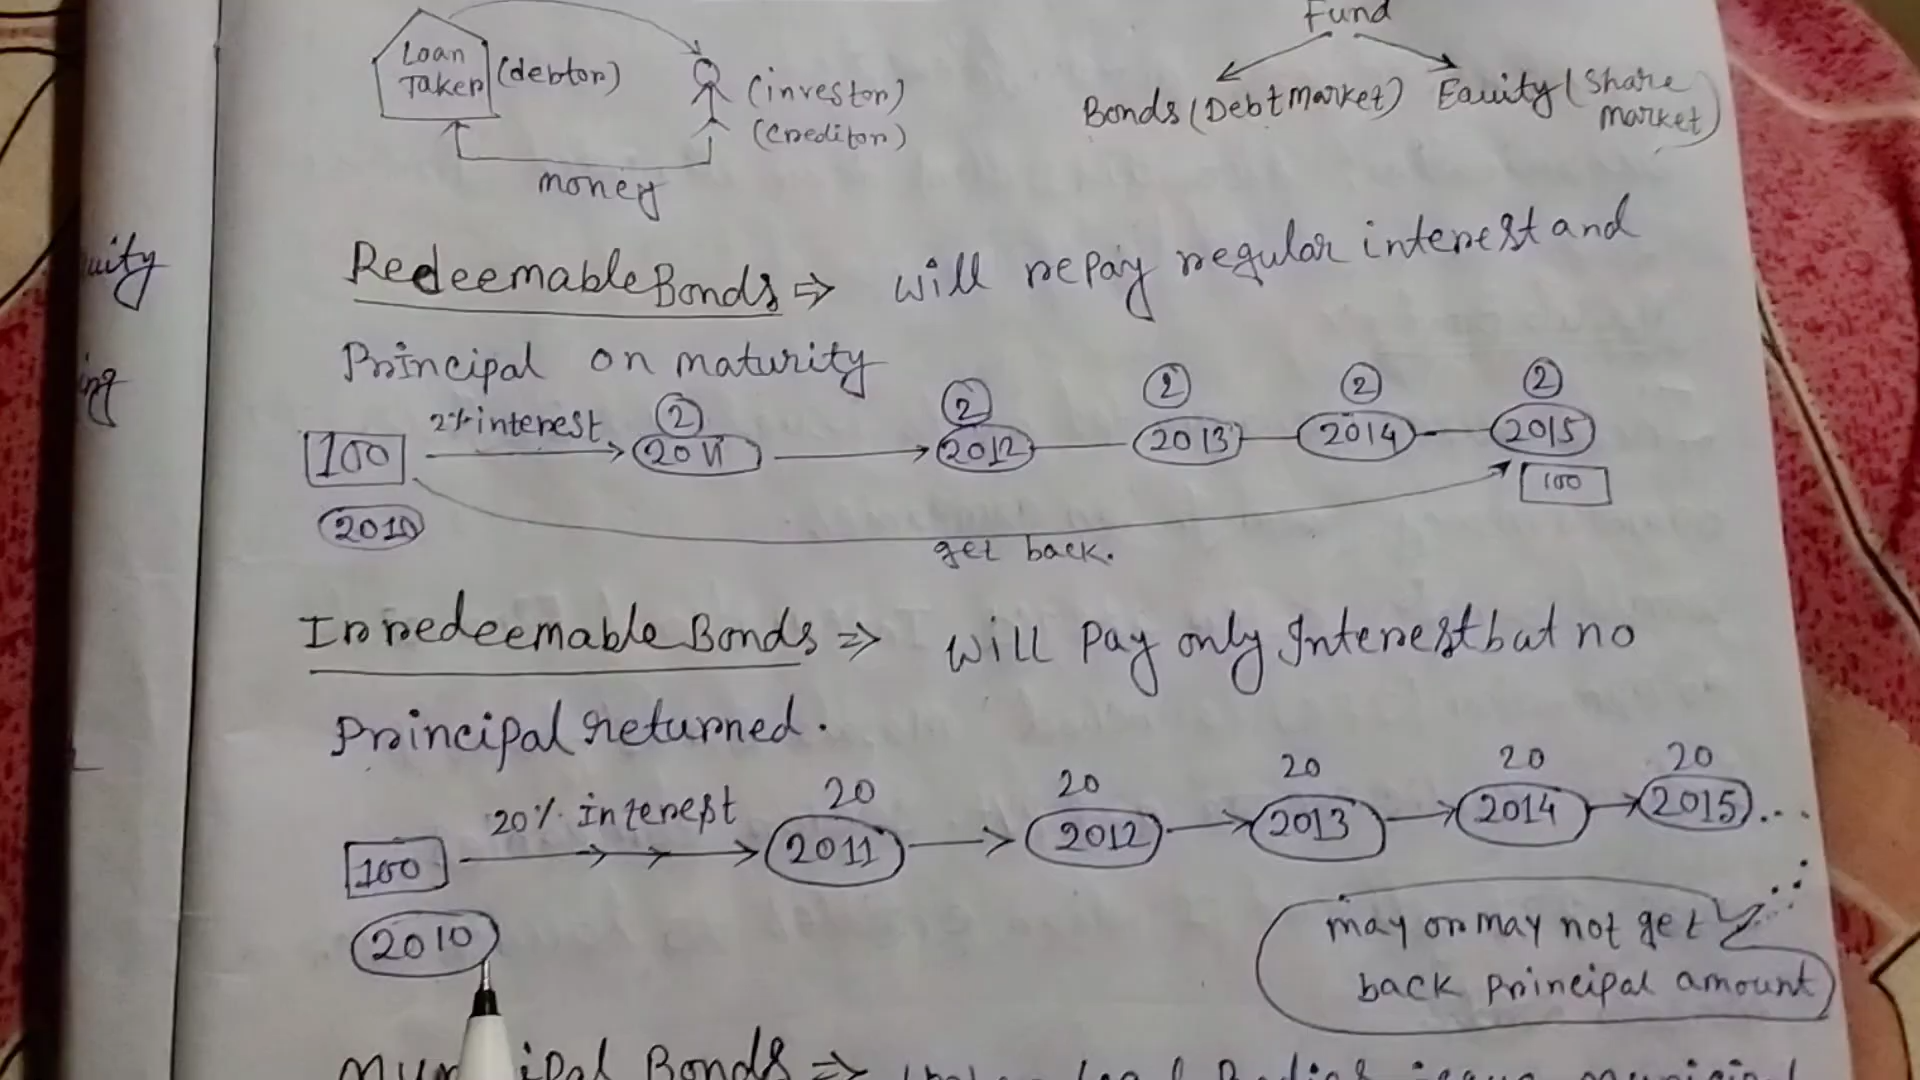 Fund
Loan
Taker
(debtor)
(investor)
(creditor)
money
Bonds (Debt Market)
Equity (Share
market)
uity
ing
Redeemable Bonds ⇒ will repay regular interest and
Principal on maturity
2% interest
2 2 2 2 2
100 2011 2012 2013 2014 2015
2010
100
get back.
Irredeemable Bonds ⇒ will pay only Interest but no
Principal returned.
20% interest 20 20 20 20 20
100 2011 2012 2013 2014 2015...
2010
may or may not get
back principal amount
Bonds ⇒